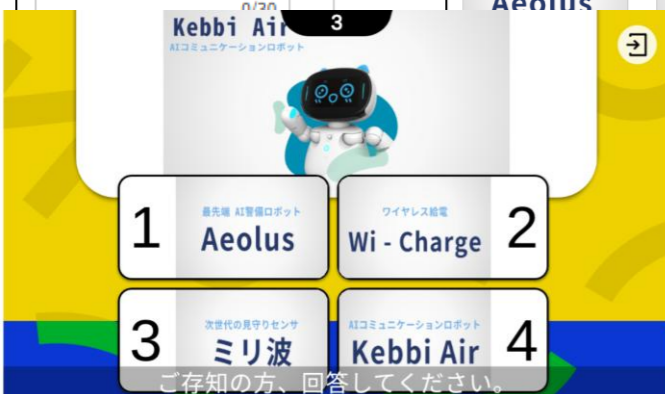 0/30
Aeolus
Kebbi Air
3
AIコミュニケーションロボット
1
最先端 AI警備ロボット
Aeolus
ワイヤレス給電
Wi - Charge
2
3
次世代の見守りセンサ
ミリ波
AIコミュニケーションロボット
Kebbi Air
4
ご存知の方、回答してください。